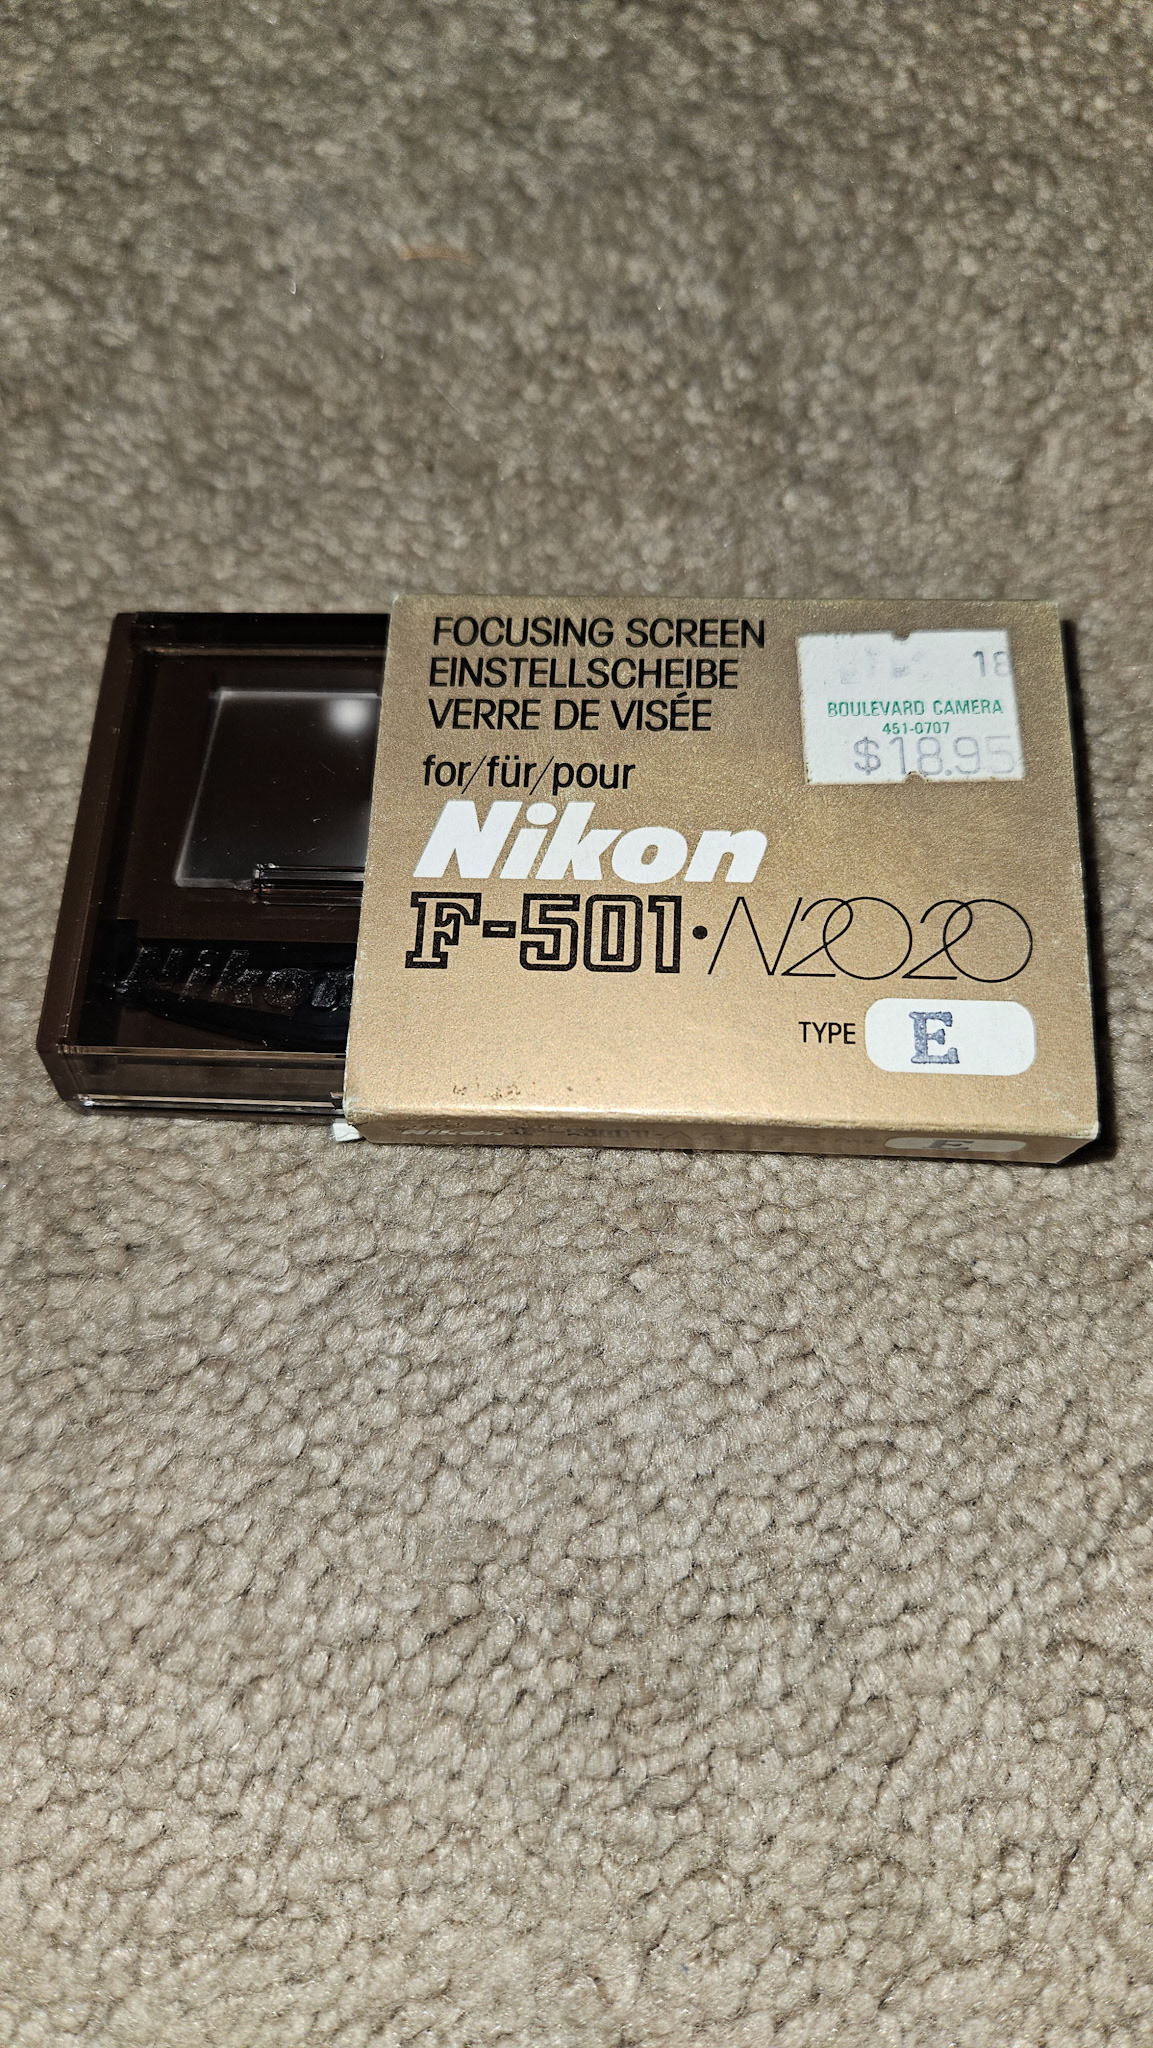 FOCUSING SCREEN
EINSTELLSCHEIBE
VERRE DE VISÉE
for/für/pour
Nikon
F-501·N2020
TYPE E
18
BOULEVARD CAMERA
451-0707
$18.95
Nikon
E